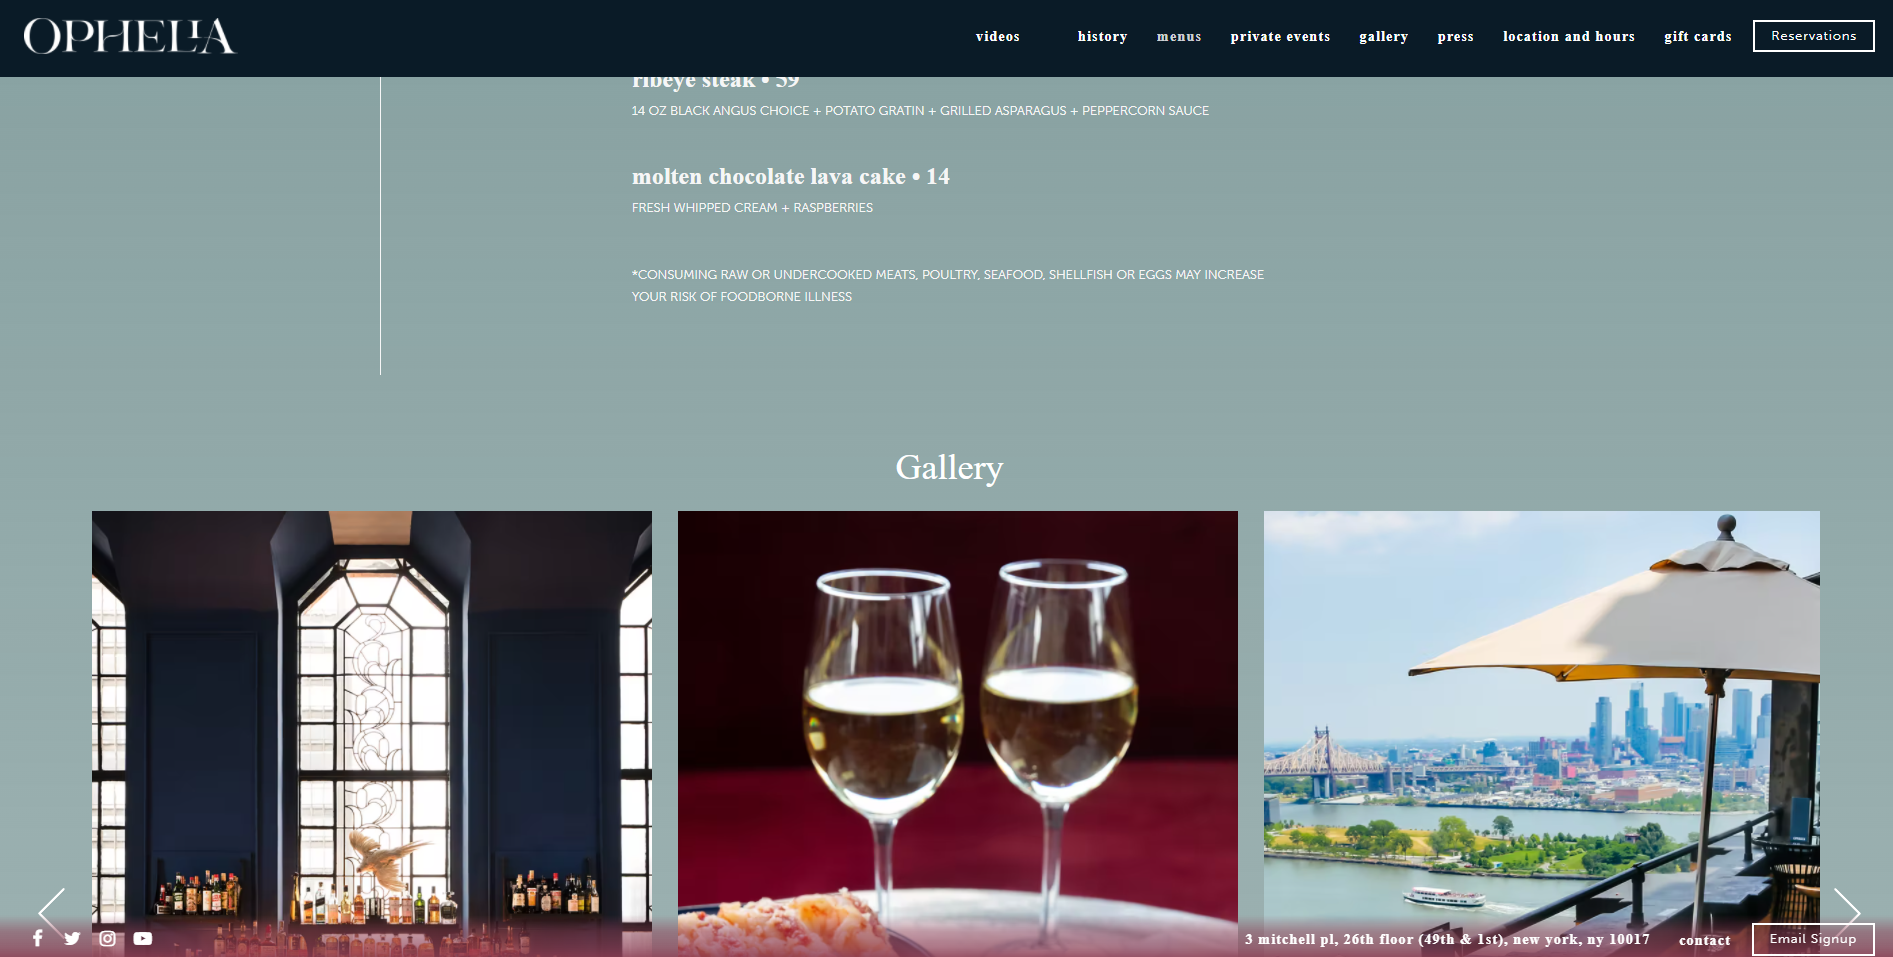 OPHELIA
videos history menus private events gallery press location and hours gift cards Reservations
ribeye steak • 59
14 OZ BLACK ANGUS CHOICE + POTATO GRATIN + GRILLED ASPARAGUS + PEPPERCORN SAUCE
molten chocolate lava cake • 14
FRESH WHIPPED CREAM + RASPBERRIES
*CONSUMING RAW OR UNDERCOOKED MEATS, POULTRY, SEAFOOD, SHELLFISH OR EGGS MAY INCREASE
YOUR RISK OF FOODBORNE ILLNESS
Gallery
3 mitchell pl, 26th floor (49th & 1st), new york, ny 10017 contact Email Signup